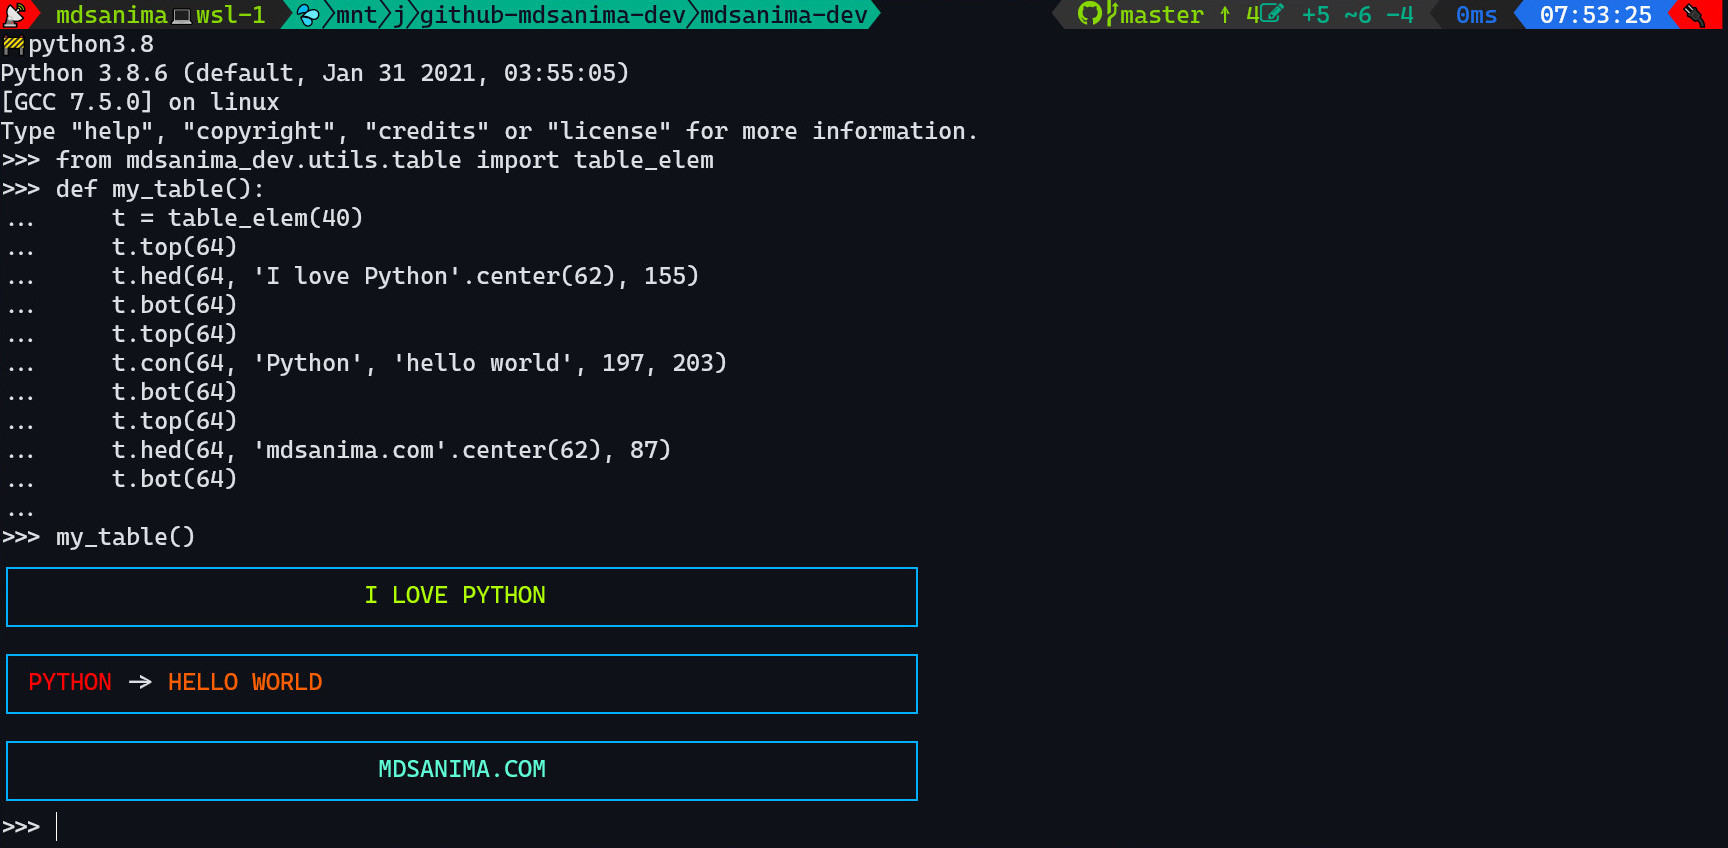 mdsanima wsl-1 mnt j github-mdsanima-dev mdsanima-dev master ↑ 4 +5 ~6 -4 0ms 07:53:25
python3.8
Python 3.8.6 (default, Jan 31 2021, 03:55:05)
[GCC 7.5.0] on linux
Type "help", "copyright", "credits" or "license" for more information.
>>> from mdsanima_dev.utils.table import table_elem
>>> def my_table():
...     t = table_elem(40)
...     t.top(64)
...     t.hed(64, 'I love Python'.center(62), 155)
...     t.bot(64)
...     t.top(64)
...     t.con(64, 'Python', 'hello world', 197, 203)
...     t.bot(64)
...     t.top(64)
...     t.hed(64, 'mdsanima.com'.center(62), 87)
...     t.bot(64)
...
>>> my_table()
I LOVE PYTHON
PYTHON -> HELLO WORLD
MDSANIMA.COM
>>>